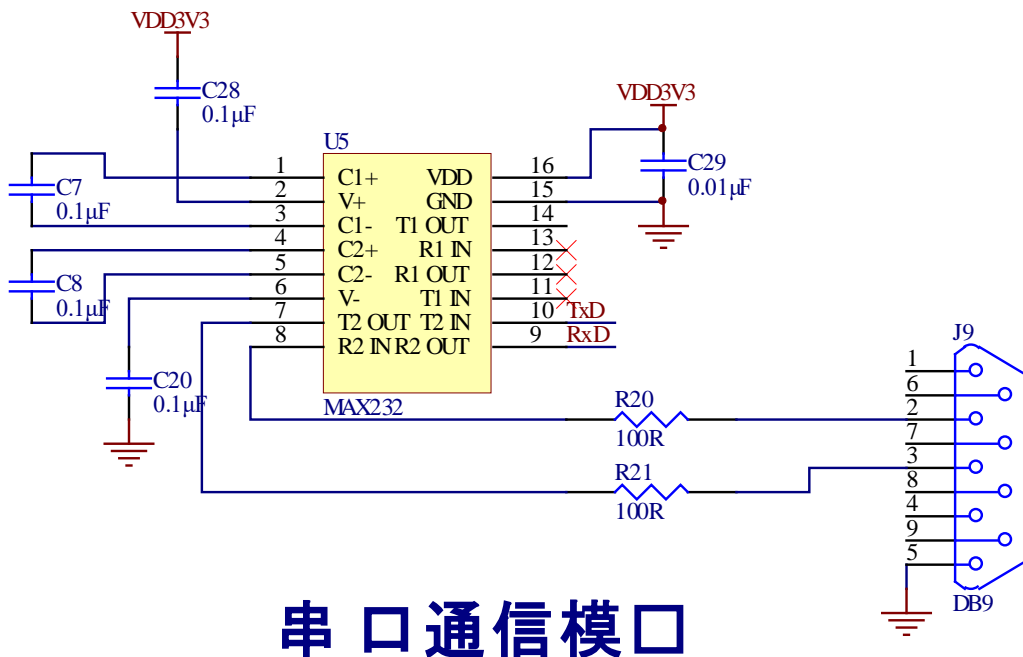 VDD3V3
C28
0.1μF
VDD3V3
U5
C29
0.01μF
C7
0.1μF
C8
0.1μF
1 C1+ VDD 16
2 V+ GND 15
3 C1- T1 OUT 14
4 C2+ R1 IN 13
5 C2- R1 OUT 12
6 V- T1 IN 11
7 T2 OUT T2 IN 10 TxD
8 R2 IN R2 OUT 9 RxD
MAX232
C20
0.1μF
R20
100R
R21
100R
J9
1
6
2
7
3
8
4
9
5
DB9
串口通信模口